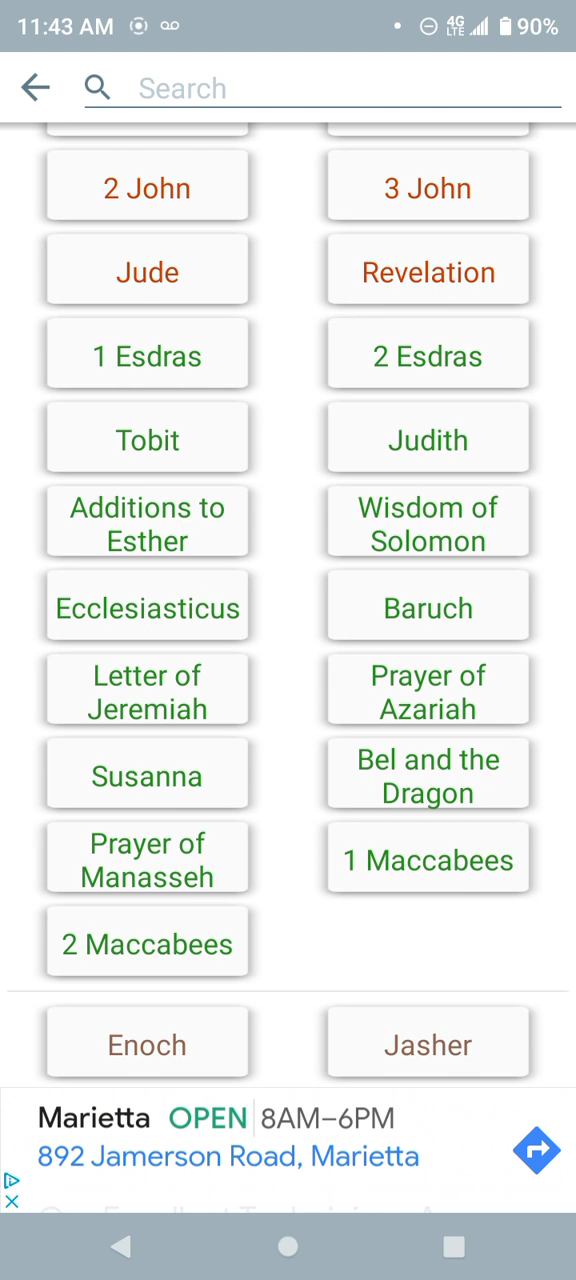 11:43 AM 4G LTE 90%
Search
2 John 3 John
Jude Revelation
1 Esdras 2 Esdras
Tobit Judith
Additions to Esther Wisdom of Solomon
Ecclesiasticus Baruch
Letter of Jeremiah Prayer of Azariah
Susanna Bel and the Dragon
Prayer of Manasseh 1 Maccabees
2 Maccabees
Enoch Jasher
Marietta OPEN 8AM–6PM
892 Jamerson Road, Marietta